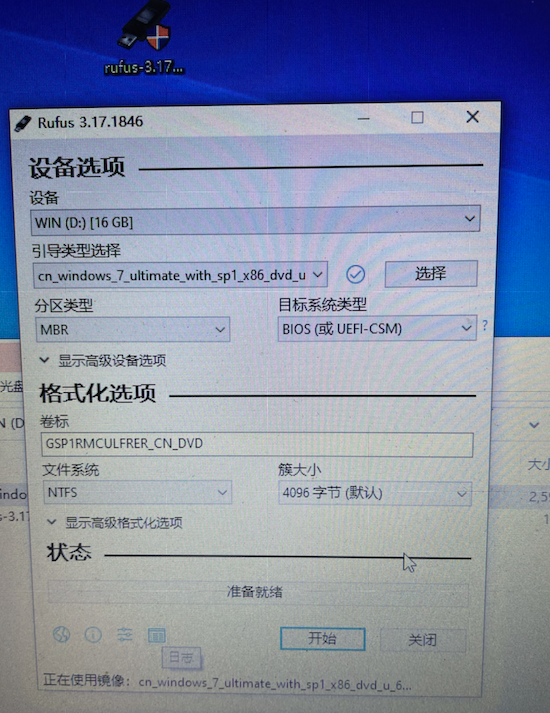 rufus-3.17...
Rufus 3.17.1846
设备选项
设备
WIN (D:) [16 GB]
引导类型选择
cn_windows_7_ultimate_with_sp1_x86_dvd_u
选择
分区类型
目标系统类型
MBR
BIOS (或 UEFI-CSM)
?
显示高级设备选项
格式化选项
卷标
GSP1RMCULFRER_CN_DVD
文件系统
簇大小
NTFS
4096 字节 (默认)
显示高级格式化选项
状态
准备就绪
开始
关闭
日志
正在使用镜像: cn_windows_7_ultimate_with_sp1_x86_dvd_u_6...
光盘
N (D
大小
indo
2,59
s-3.17
1